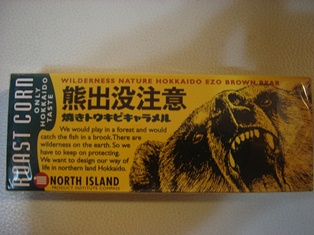 ROAST CORN
ONLY
HOKKAIDO
TASTE
WILDERNESS NATURE HOKKAIDO EZO BROWN BEAR
熊出没注意
焼きトウキビキャラメル
We would play in a forest and would
catch the fish in a brook.There are
wilderness on the earth. So we
have to keep on protecting.
We want to design our way of
life in northern land Hokkaido.
NORTH ISLAND
PRODUCT INSTITUTE COMPASS